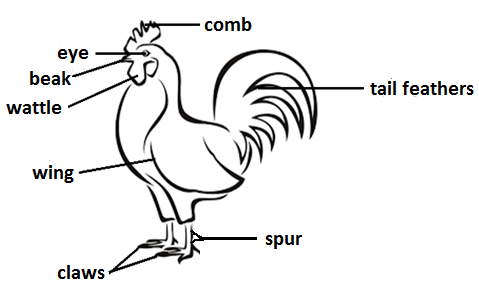 comb
eye
beak
wattle
tail feathers
wing
spur
claws